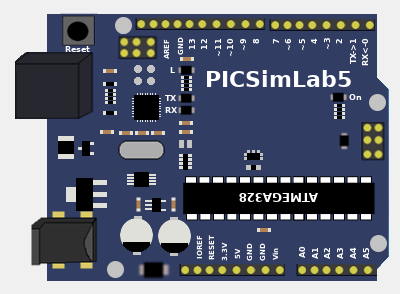 Reset
AREF
GND
13
12
~11
~10
~9
8
7
~6
~5
4
~3
2
TX->1
RX<-0
L
PICSimLab5
TX
RX
On
ATMEGA328
IOREF
RESET
3.3V
5V
GND
GND
Vin
A0
A1
A2
A3
A4
A5